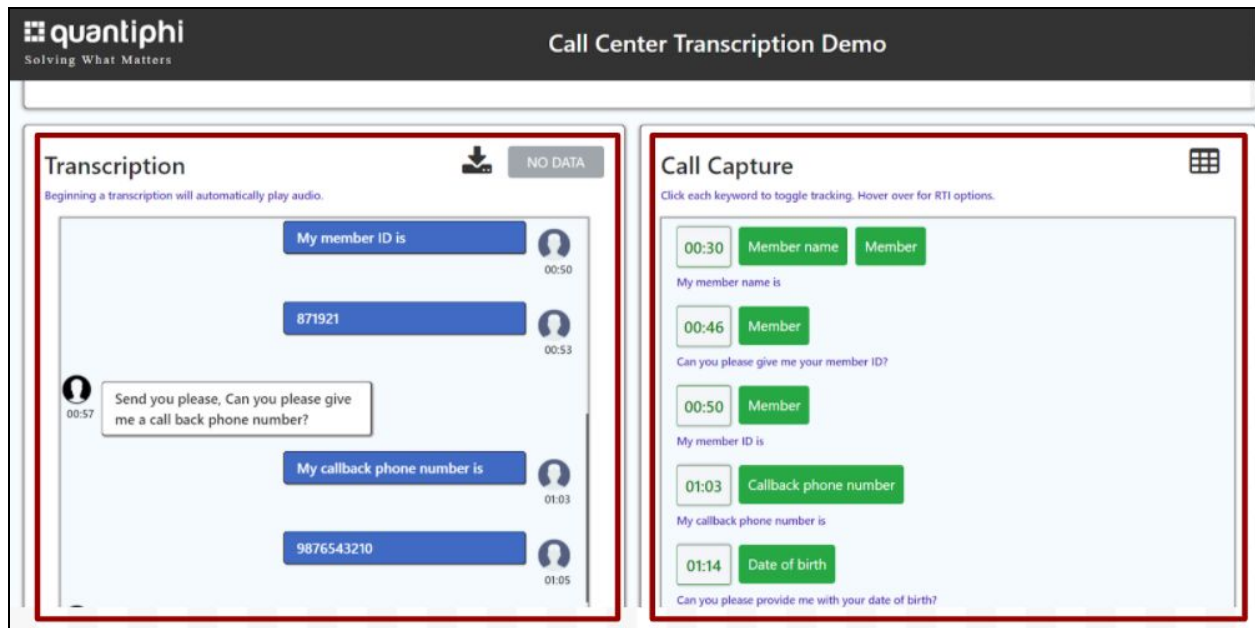 quantiphi
Solving What Matters
Call Center Transcription Demo
Transcription
NO DATA
Beginning a transcription will automatically play audio.
My member ID is
00:50
871921
00:53
Send you please, Can you please give
me a call back phone number?
00:57
My callback phone number is
01:03
9876543210
01:05
Call Capture
Click each keyword to toggle tracking. Hover over for RTI options.
00:30 Member name Member
My member name is
00:46 Member
Can you please give me your member ID?
00:50 Member
My member ID is
01:03 Callback phone number
My callback phone number is
01:14 Date of birth
Can you please provide me with your date of birth?